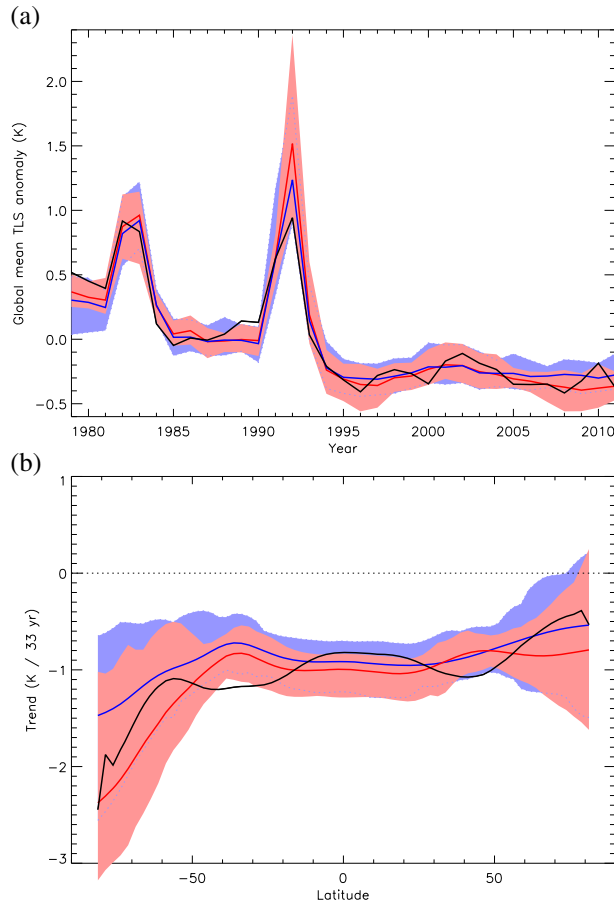 (a)
Global mean TLS anomaly (K)
2.0
1.5
1.0
0.5
0.0
−0.5
1980 1985 1990 1995 2000 2005 2010
Year
(b)
Trend (K / 33 yr)
1
0
−1
−2
−3
−50 0 50
Latitude